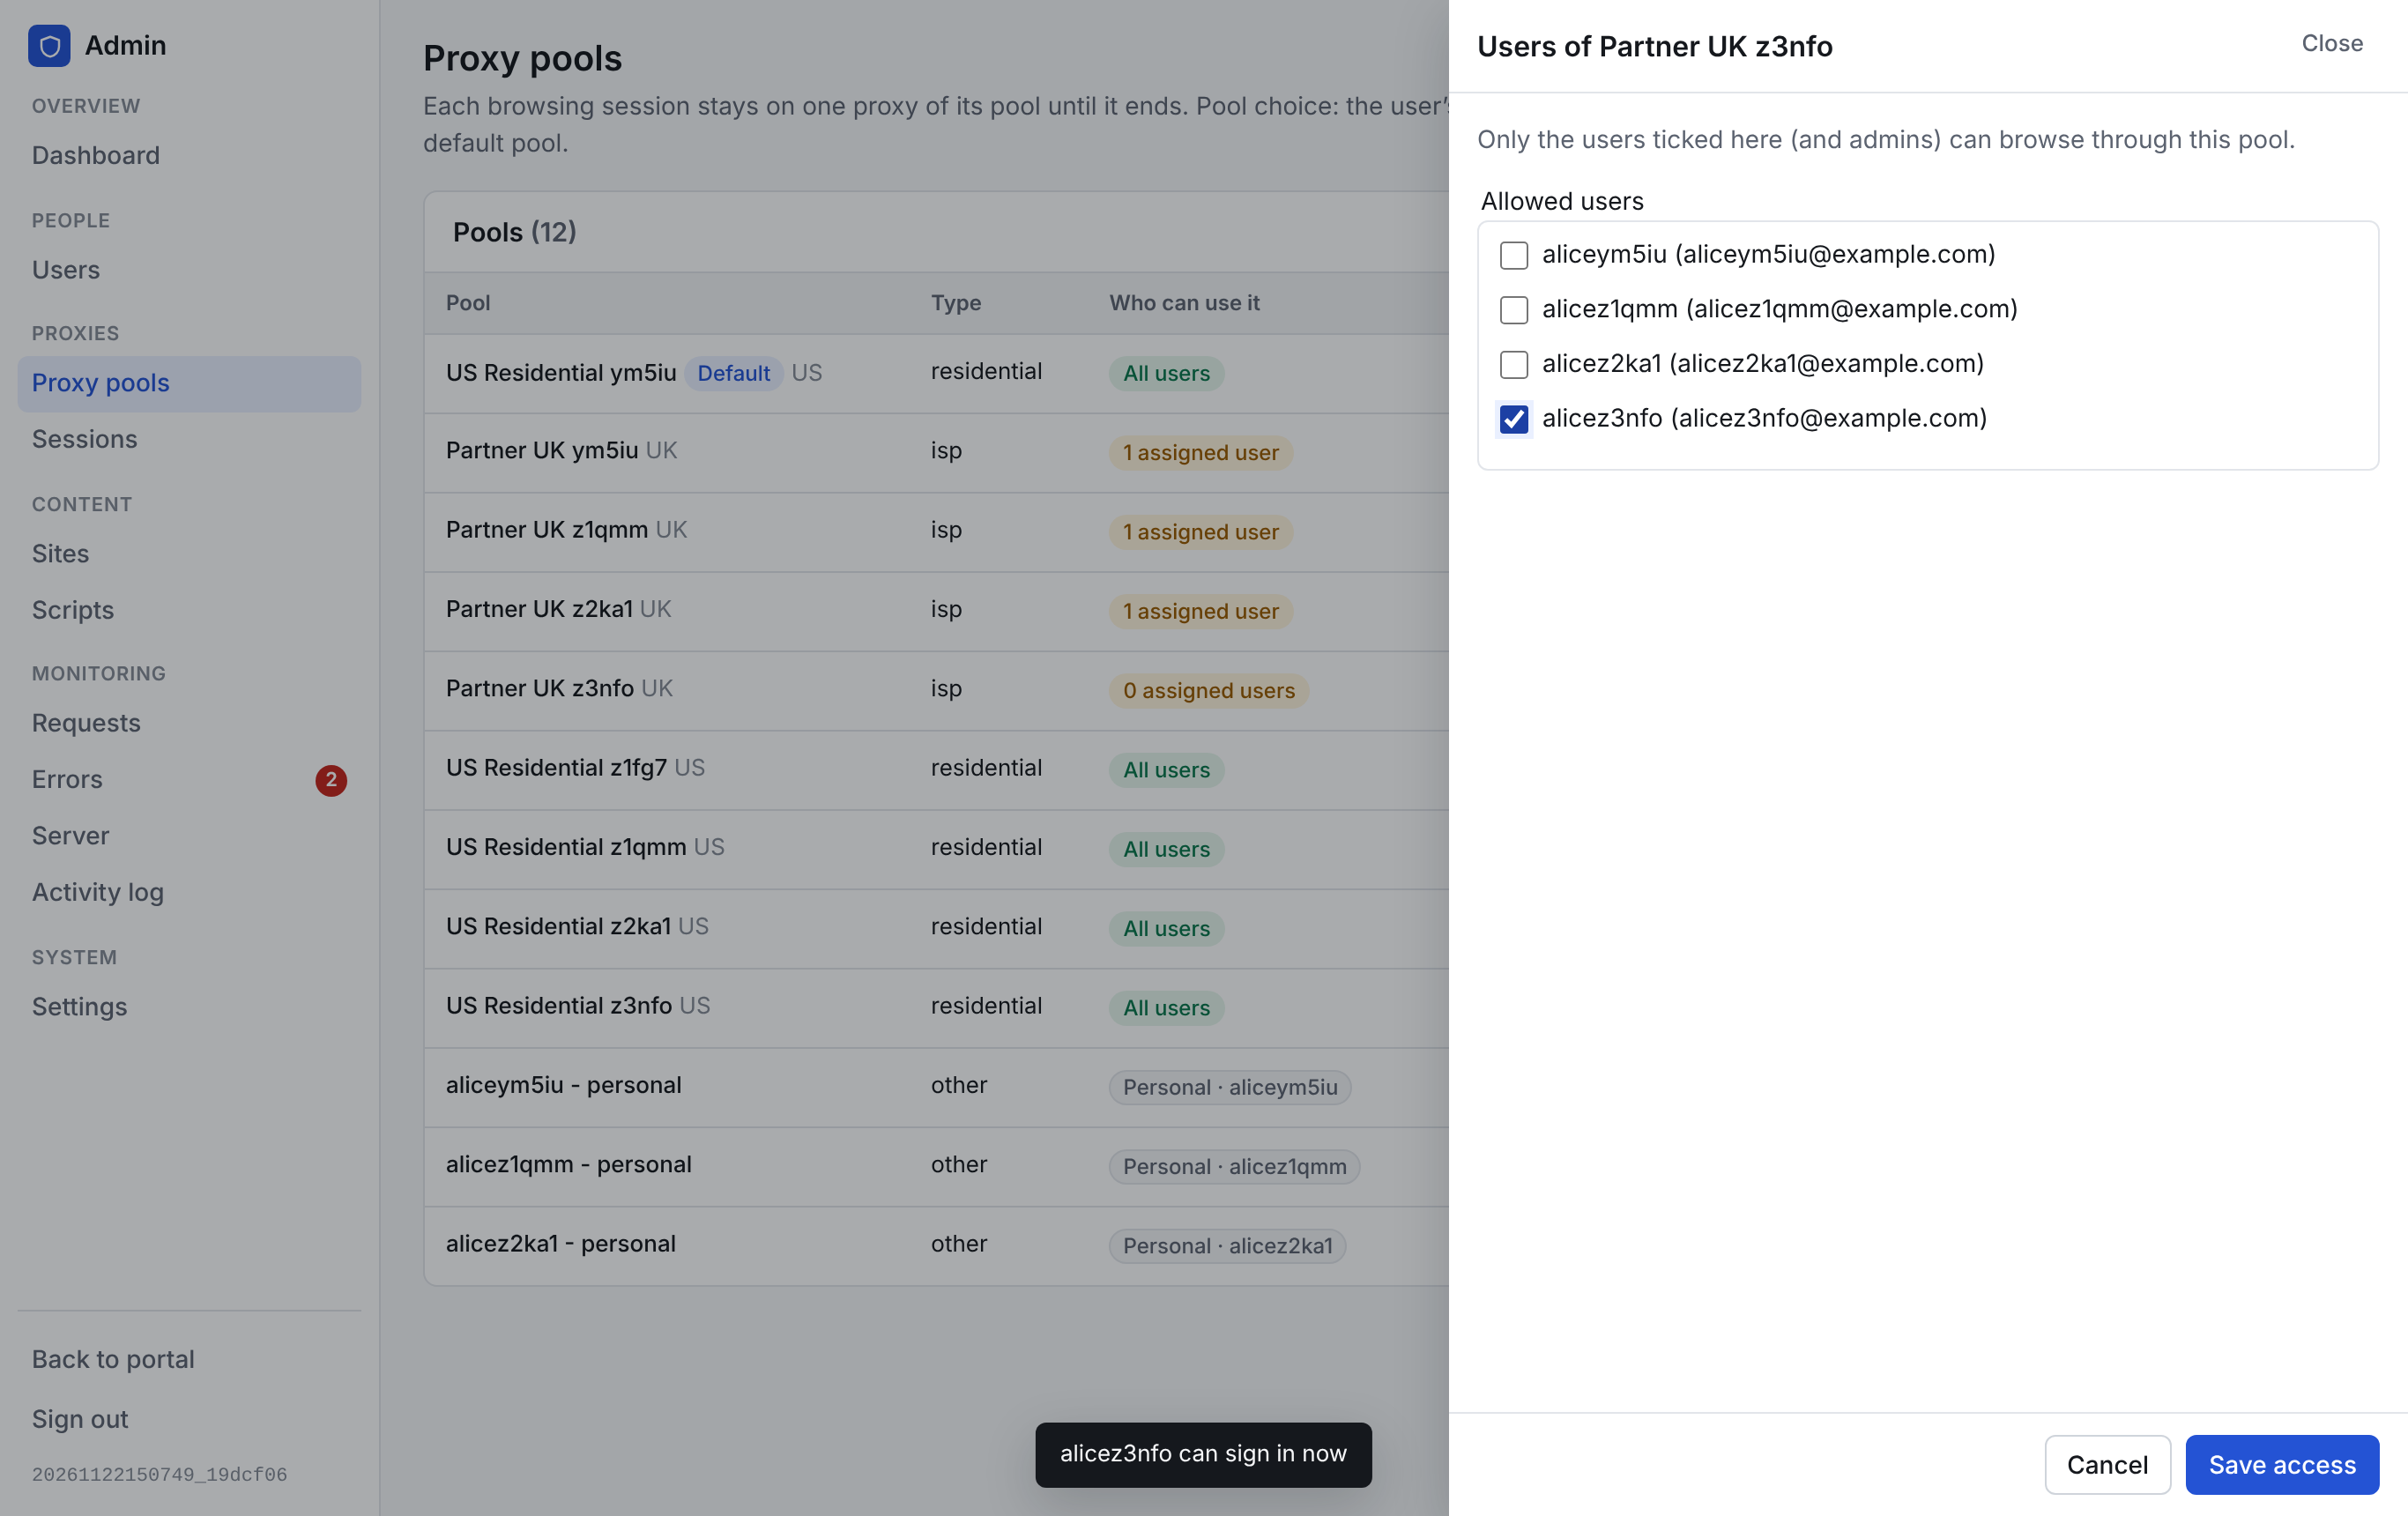 Admin
OVERVIEW
Dashboard
PEOPLE
Users
PROXIES
Proxy pools
Sessions
CONTENT
Sites
Scripts
MONITORING
Requests
Errors 2
Server
Activity log
SYSTEM
Settings
Back to portal
Sign out
20261122150749_19dcf06
Proxy pools
Each browsing session stays on one proxy of its pool until it ends. Pool choice: the user’s
default pool.
Pools (12)
Pool Type Who can use it
US Residential ym5iu Default US residential All users
Partner UK ym5iu UK isp 1 assigned user
Partner UK z1qmm UK isp 1 assigned user
Partner UK z2ka1 UK isp 1 assigned user
Partner UK z3nfo UK isp 0 assigned users
US Residential z1fg7 US residential All users
US Residential z1qmm US residential All users
US Residential z2ka1 US residential All users
US Residential z3nfo US residential All users
aliceym5iu - personal other Personal · aliceym5iu
alicez1qmm - personal other Personal · alicez1qmm
alicez2ka1 - personal other Personal · alicez2ka1
alicez3nfo can sign in now
Users of Partner UK z3nfo
Close
Only the users ticked here (and admins) can browse through this pool.
Allowed users
aliceym5iu (aliceym5iu@example.com)
alicez1qmm (alicez1qmm@example.com)
alicez2ka1 (alicez2ka1@example.com)
alicez3nfo (alicez3nfo@example.com)
Cancel
Save access